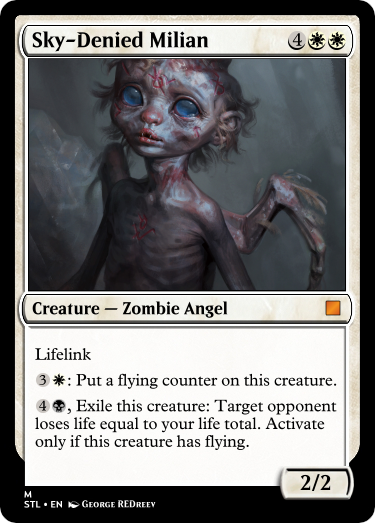 Sky-Denied Milian 4
Creature — Zombie Angel
Lifelink
3: Put a flying counter on this creature.
4, Exile this creature: Target opponent
loses life equal to your life total. Activate
only if this creature has flying.
2/2
M
STL • EN George REDreev